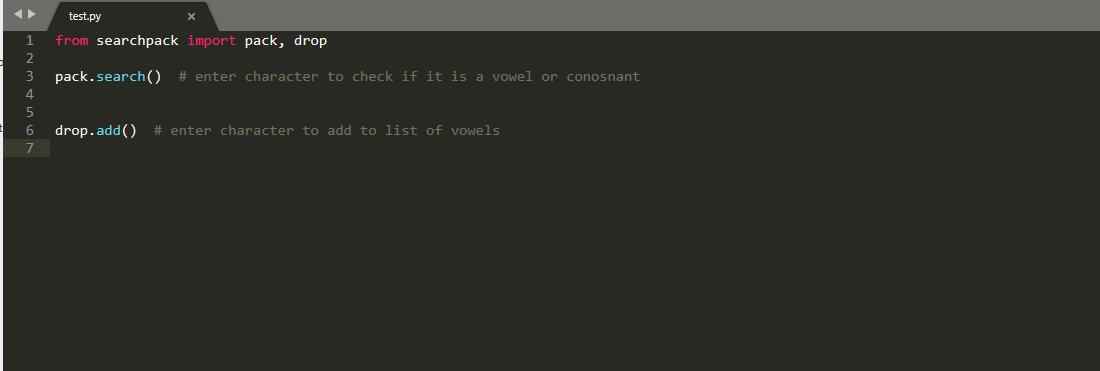 test.py
1 from searchpack import pack, drop
2
3 pack.search()  # enter character to check if it is a vowel or conosnant
4
5
6 drop.add()  # enter character to add to list of vowels
7